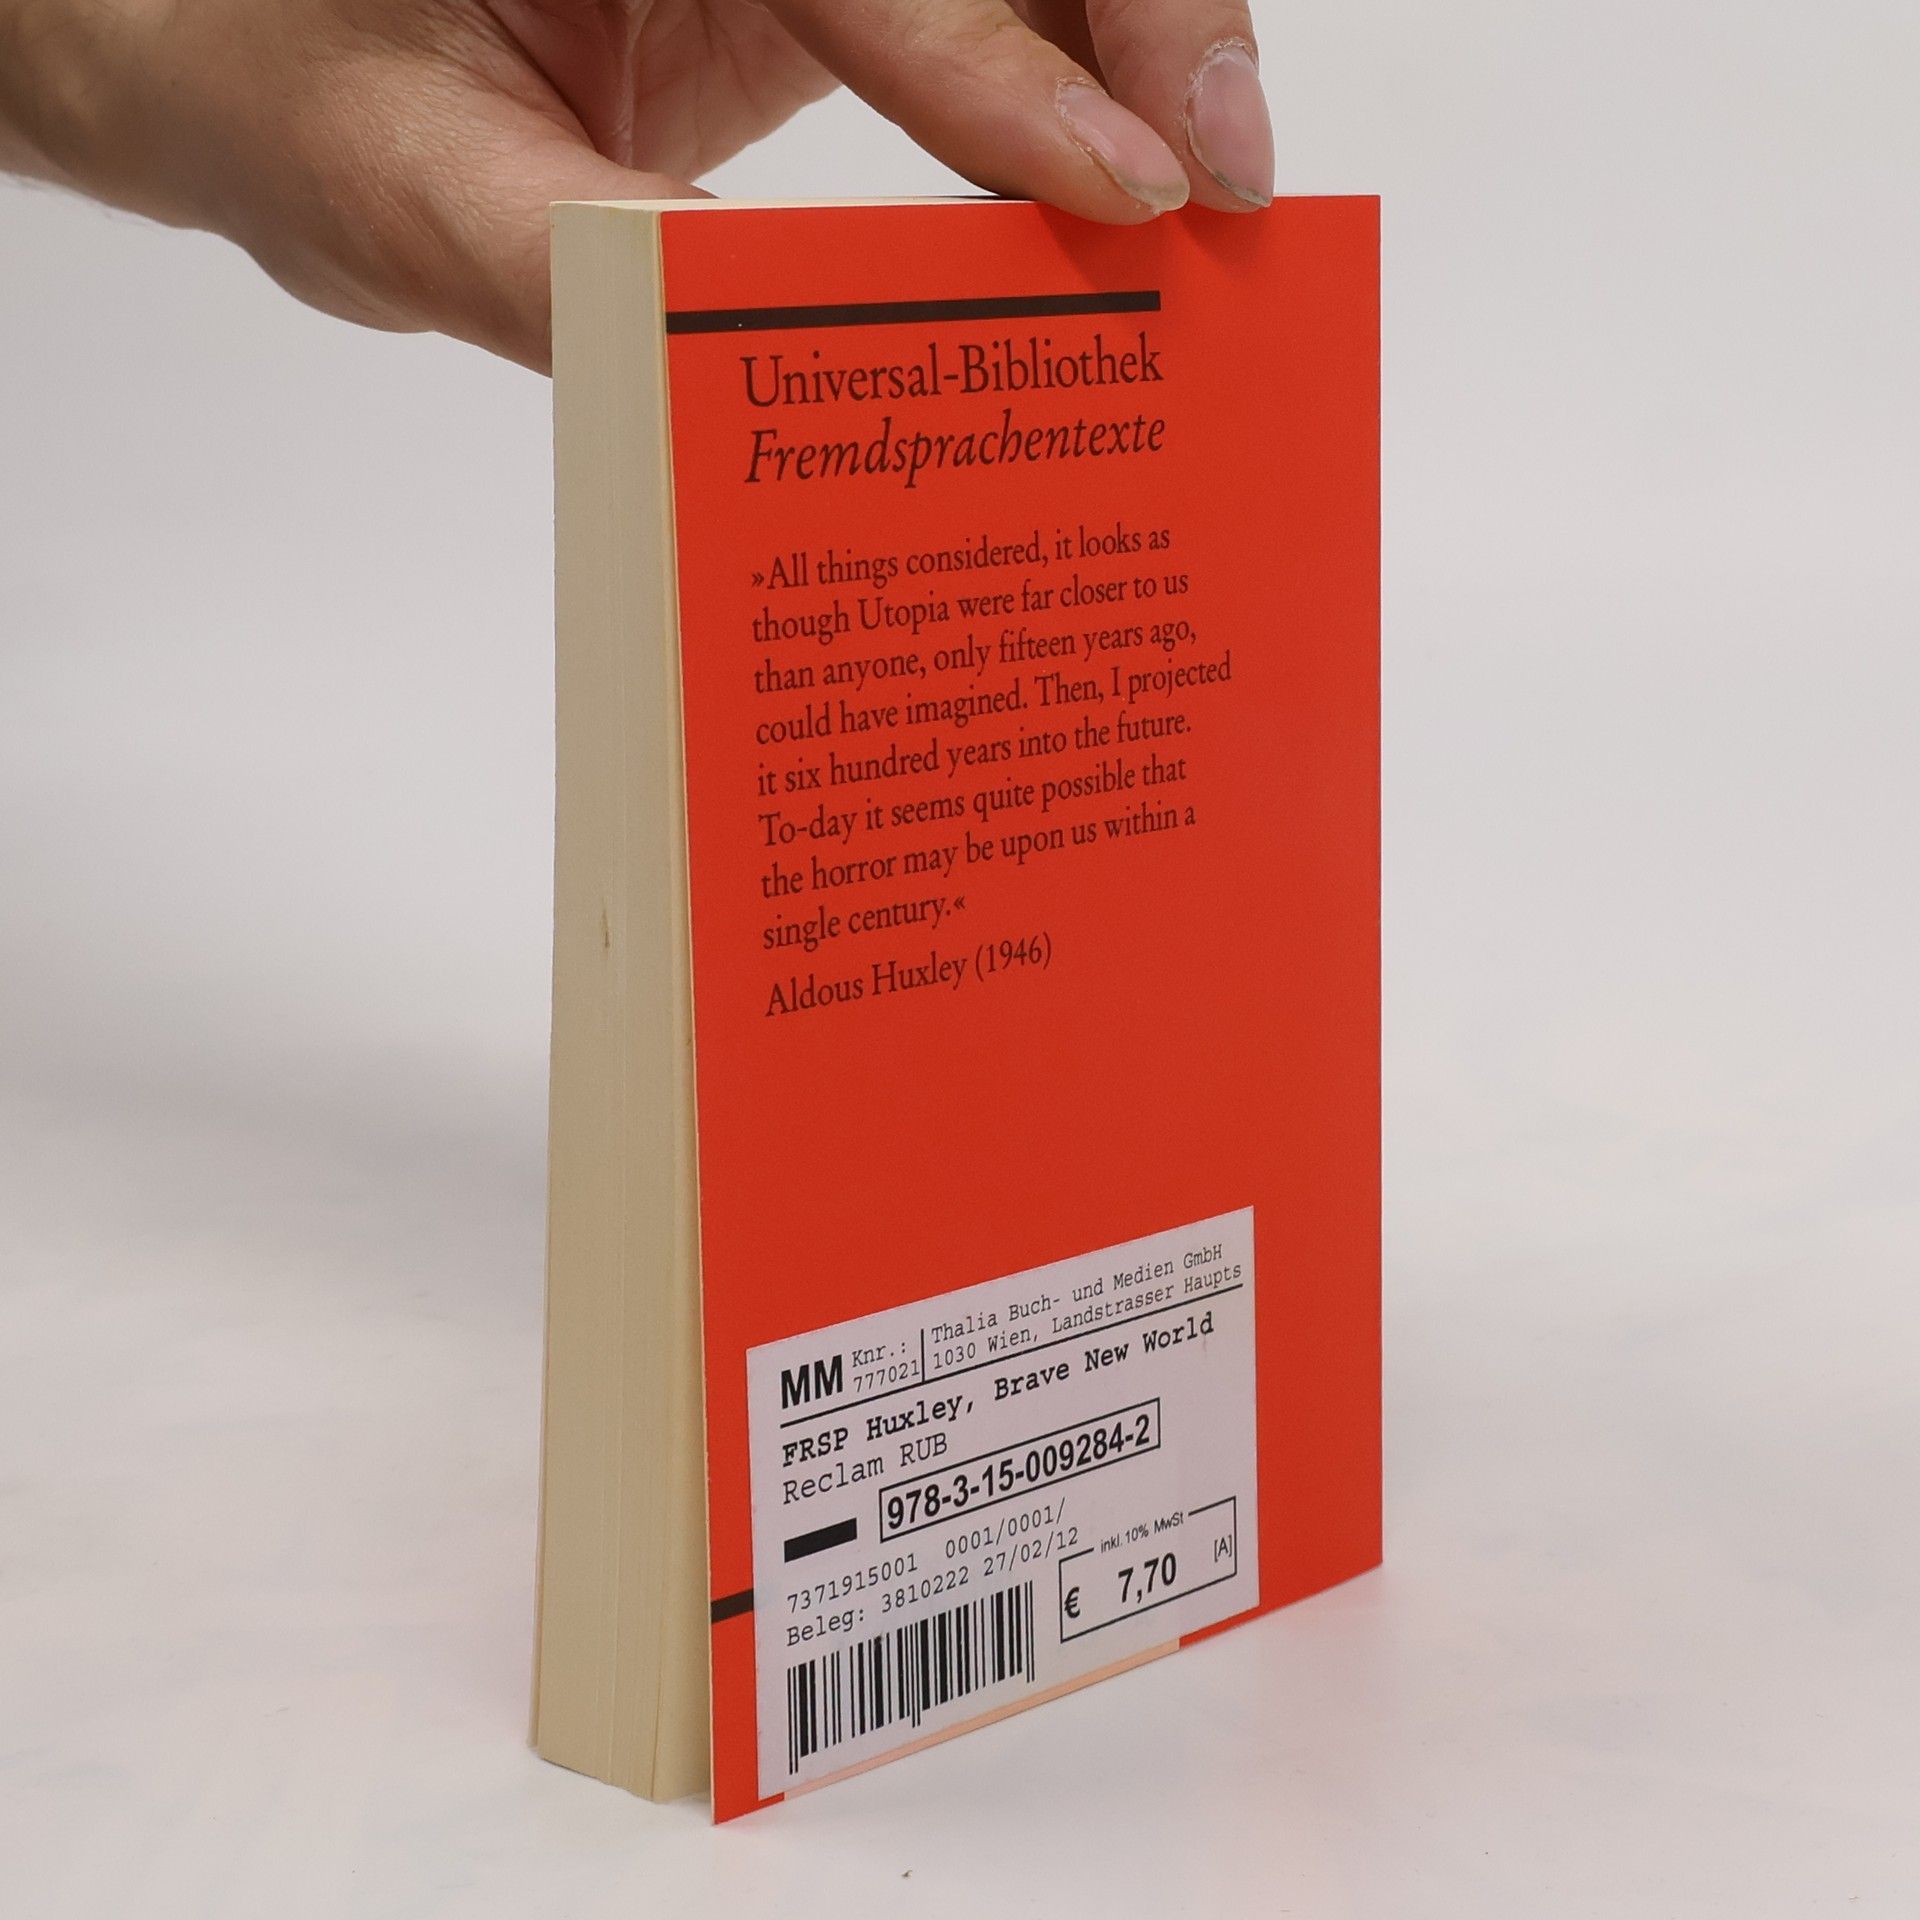 Universal-Bibliothek
Fremdsprachentexte
»All things considered, it looks as
though Utopia were far closer to us
than anyone, only fifteen years ago,
could have imagined. Then, I projected
it six hundred years into the future.
To-day it seems quite possible that
the horror may be upon us within a
single century.«
Aldous Huxley (1946)
MM Knr.: 777021
Thalia Buch- und Medien GmbH
1030 Wien, Landstrasser Haupts
FRSP Huxley, Brave New World
Reclam RUB
978-3-15-009284-2
7371915001 0001/0001/
Beleg: 3810222 27/02/12
inkl. 10% MwSt
€ 7,70 [A]